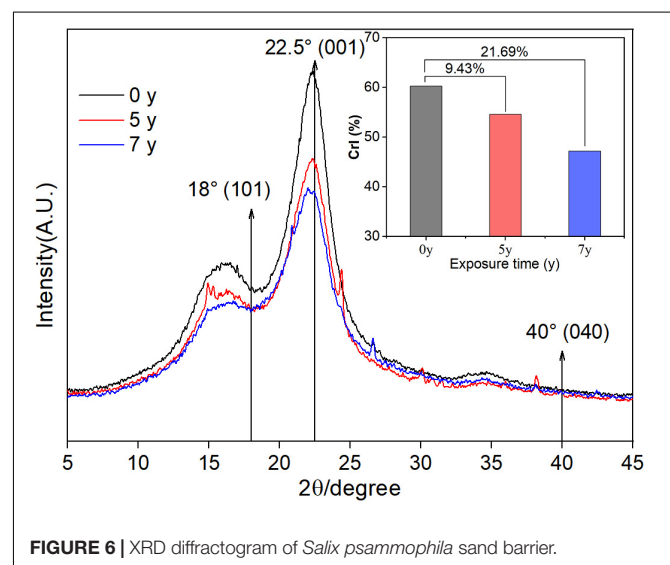 22.5° (001)
0 y
5 y
7 y
18° (101)
40° (040)
Intensity(A.U.)
5 10 15 20 25 30 35 40 45
2θ/degree
70
60
50
40
30
CrI (%)
21.69%
9.43%
0y 5y 7y
Exposure time (y)
FIGURE 6 | XRD diffractogram of Salix psammophila sand barrier.